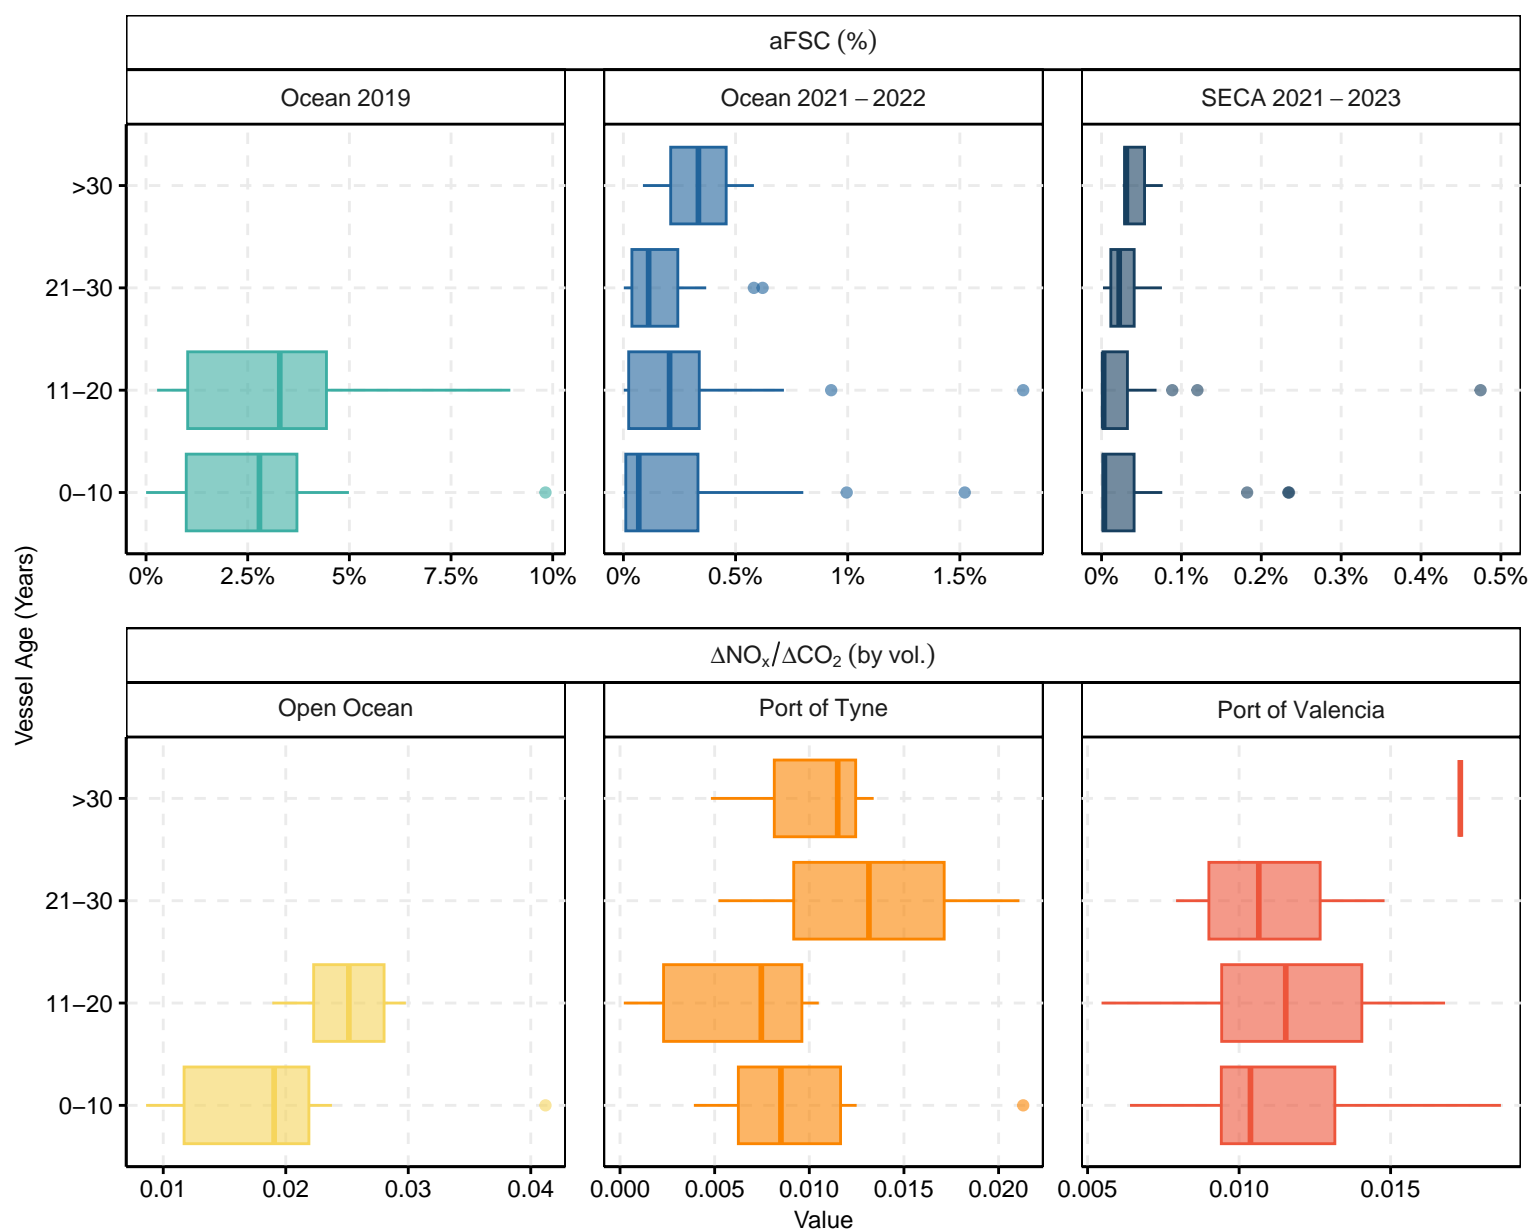 aFSC (%)
Ocean 2019
Ocean 2021 – 2022
SECA 2021 – 2023
>30
21–30
11–20
0–10
0% 2.5% 5% 7.5% 10%
0% 0.5% 1% 1.5%
0% 0.1% 0.2% 0.3% 0.4% 0.5%
Vessel Age (Years)
ΔNOₓ/ΔCO₂ (by vol.)
Open Ocean
Port of Tyne
Port of Valencia
>30
21–30
11–20
0–10
0.01 0.02 0.03 0.04
0.000 0.005 0.010 0.015 0.020
0.005 0.010 0.015
Value